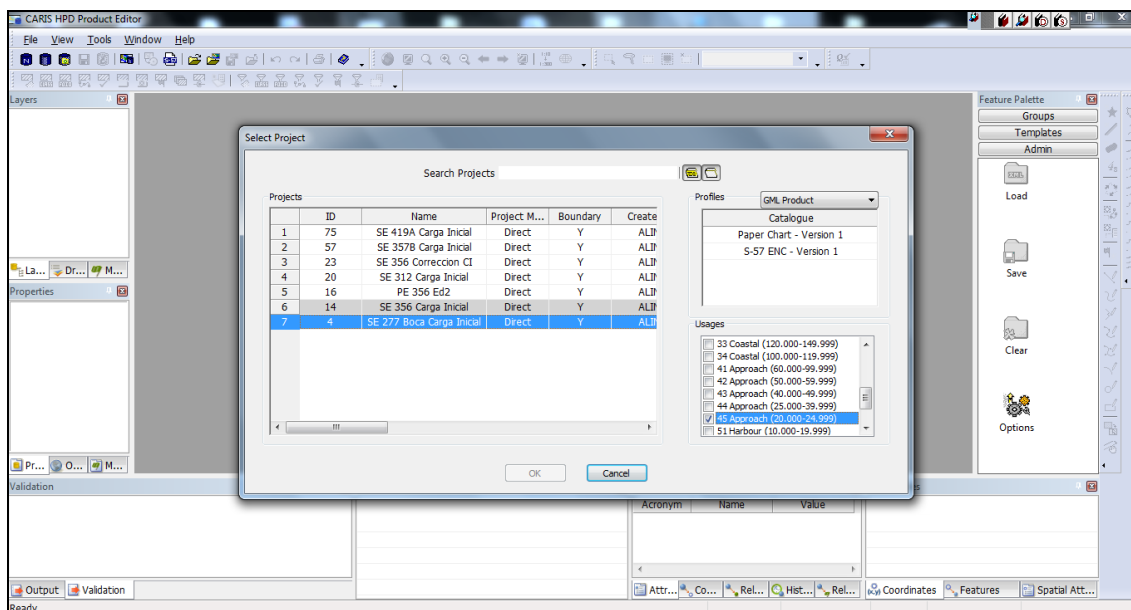 CARIS HPD Product Editor
File View Tools Window Help
Layers
Feature Palette
Groups
Templates
Admin
Load
Save
Clear
Options
La... Dr... M...
Properties
Pr... O... M...
Select Project
Search Projects
Projects
ID Name Project M... Boundary Create
1 75 SE 419A Carga Inicial Direct Y
2 57 SE 357B Carga Inicial Direct Y
3 23 SE 356 Correccion CI Direct Y
4 20 SE 312 Carga Inicial Direct Y
5 16 PE 356 Ed2 Direct Y
6 14 SE 356 Carga Inicial Direct Y
7 4 SE 277 Boca Carga Inicial Direct Y
Profiles GML Product
Catalogue
Paper Chart - Version 1
S-57 ENC - Version 1
Usages
33 Coastal (120.000-149.999)
34 Coastal (100.000-119.999)
41 Approach (60.000-99.999)
42 Approach (50.000-59.999)
43 Approach (40.000-49.999)
44 Approach (25.000-39.999)
45 Approach (20.000-24.999)
51 Harbour (10.000-19.999)
OK Cancel
Validation
Acronym Name Value
Output Validation
Attr... Co... Rel... Hist... Rel... Coordinates Features Spatial Att...
Ready